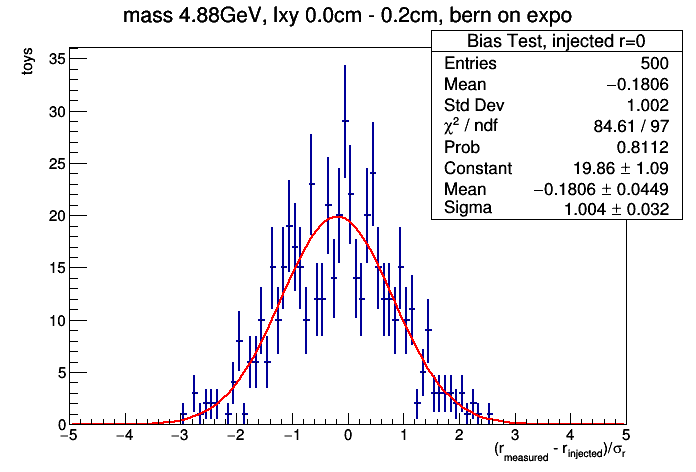 mass 4.88GeV, lxy 0.0cm - 0.2cm, bern on expo
Bias Test, injected r=0
Entries 500
Mean −0.1806
Std Dev 1.002
χ² / ndf 84.61 / 97
Prob 0.8112
Constant 19.86 ± 1.09
Mean −0.1806 ± 0.0449
Sigma 1.004 ± 0.032
toys
35
30
25
20
15
10
5
0
−5 −4 −3 −2 −1 0 1 2 3 4 5
(r_measured - r_injected)/σ_r